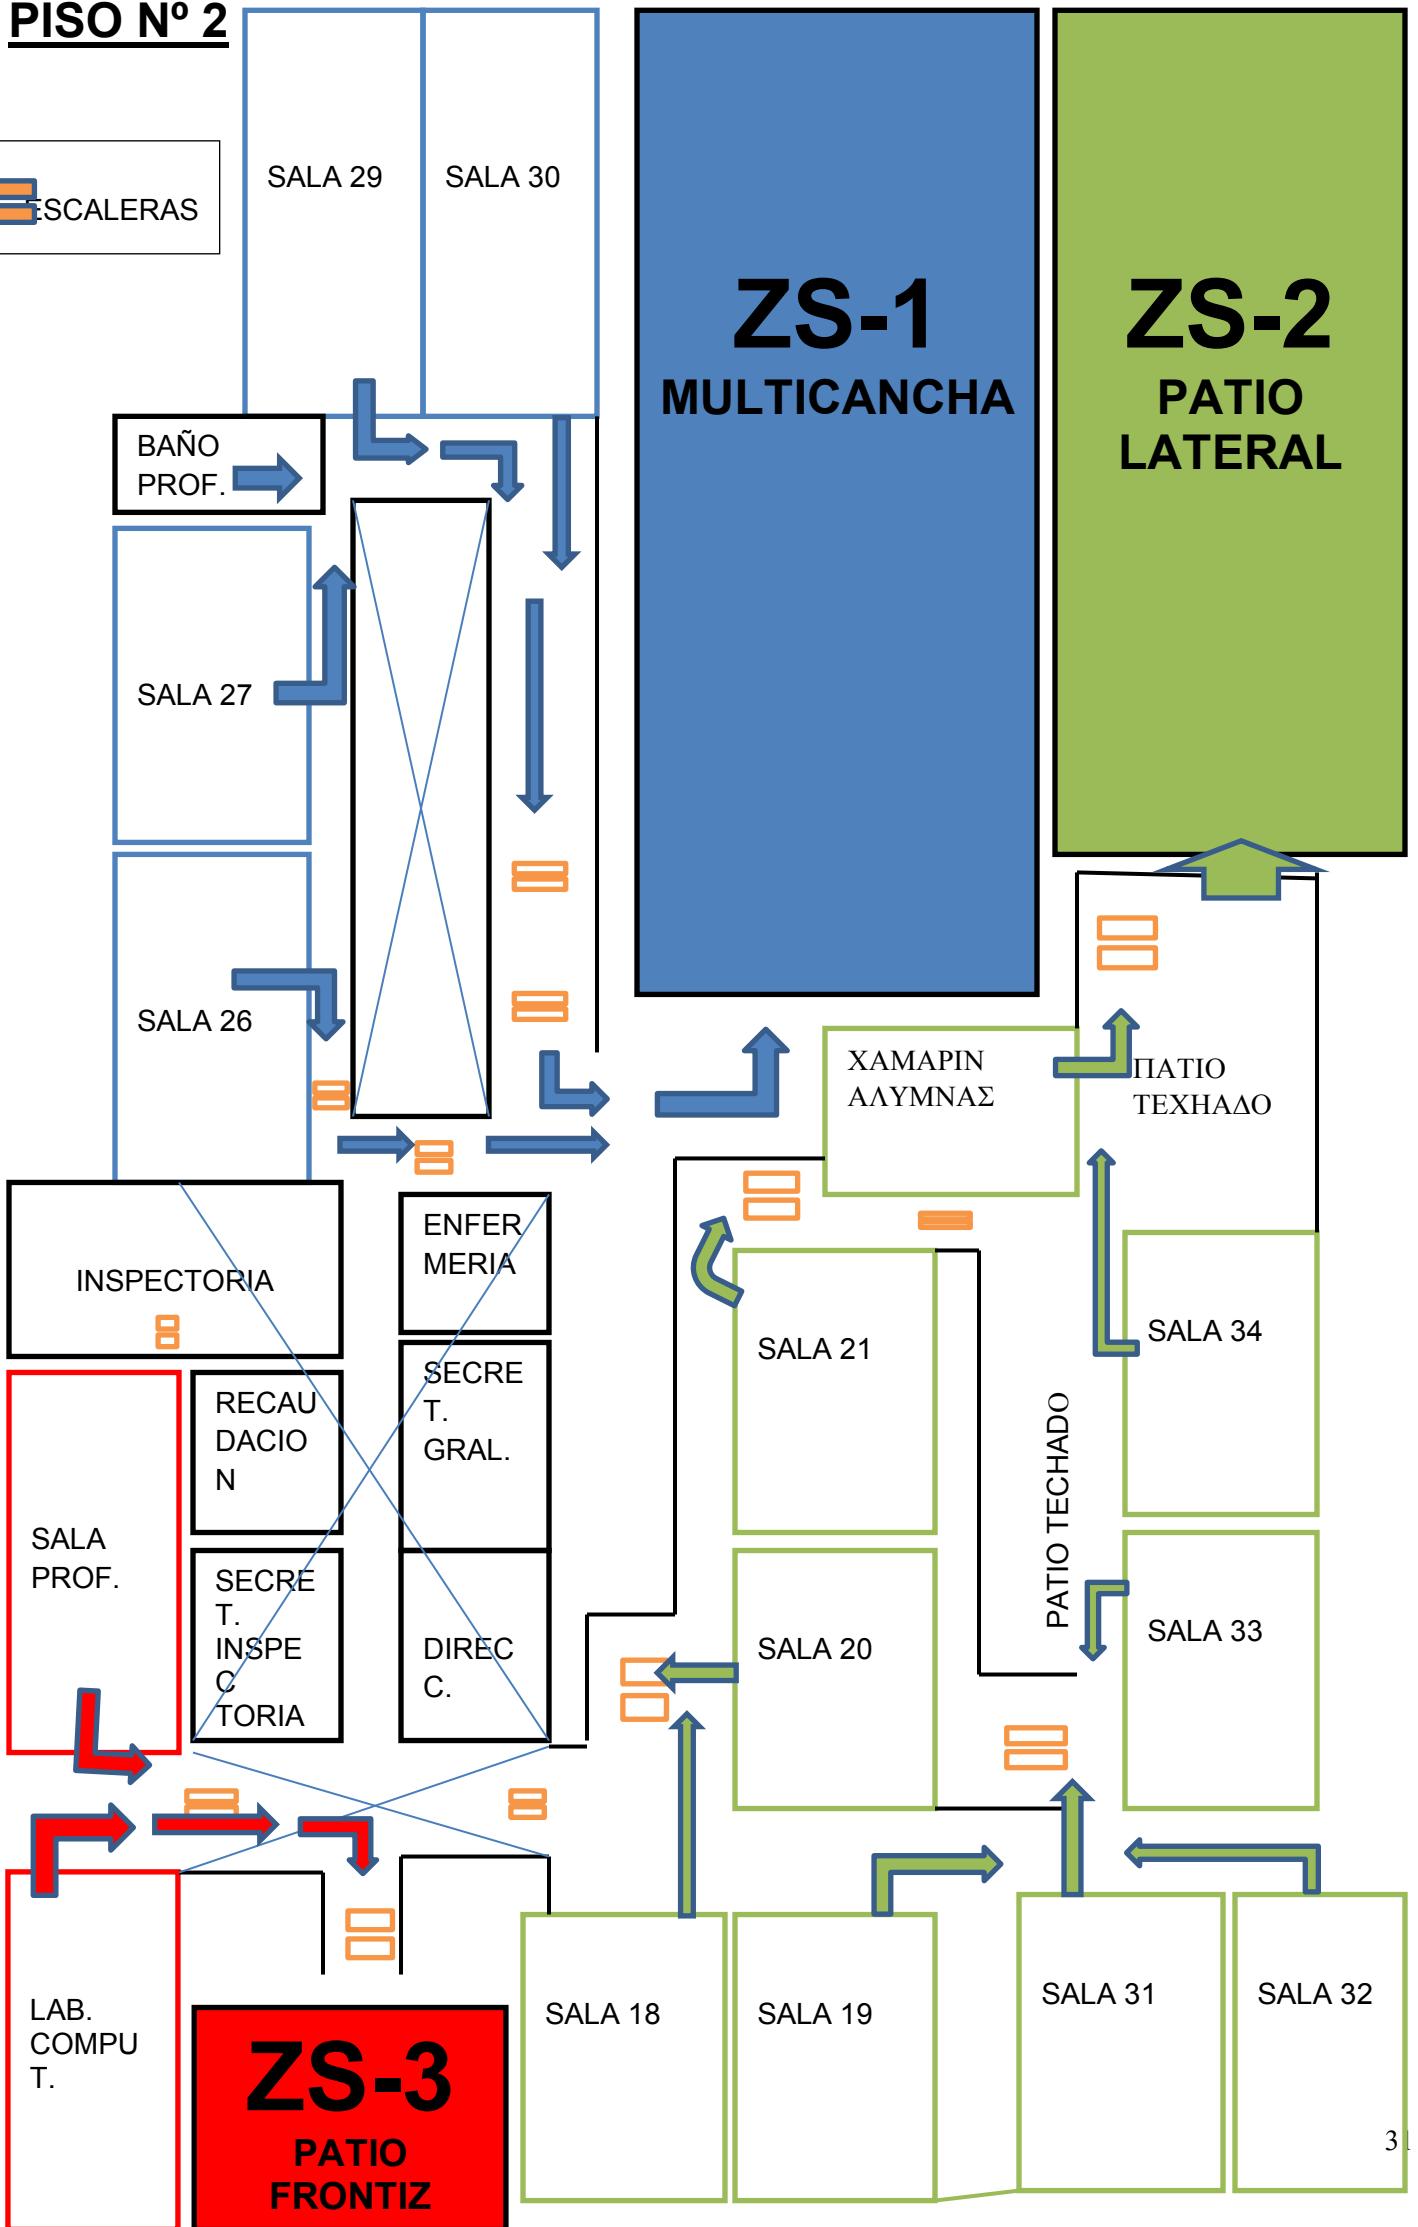 PISO Nº 2
ESCALERAS
SALA 29
SALA 30
ZS-1
MULTICANCHA
ZS-2
PATIO
LATERAL
BAÑO
PROF.
SALA 27
SALA 26
ΧΑΜΑΡΙΝ
ΑΛΥΜΝΑΣ
ΠΑΤΙΟ
ΤΕΧΗΑΔΟ
INSPECTORIA
ENFER
MERIA
SECRE
T.
GRAL.
RECAU
DACION
N
SALA
PROF.
SECRE
T.
INSPE
C
TORIA
DIREC
C.
SALA 21
SALA 20
PATIO TECHADO
SALA 34
SALA 33
LAB.
COMPU
T.
ZS-3
PATIO
FRONTIZ
SALA 18
SALA 19
SALA 31
SALA 32
31